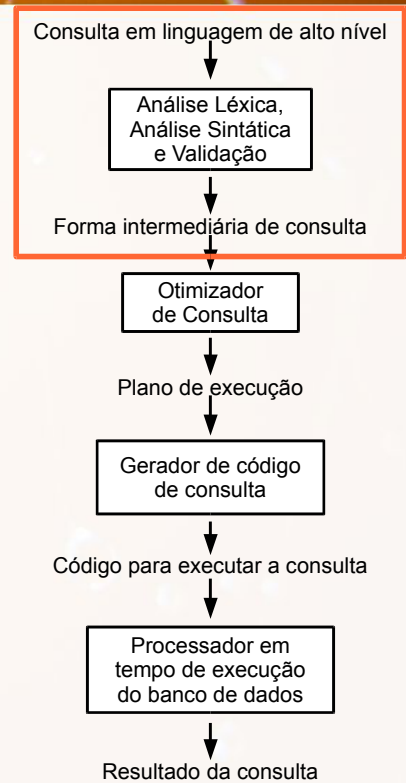 Consulta em linguagem de alto nível
Análise Léxica,
Análise Sintática
e Validação
Forma intermediária de consulta
Otimizador
de Consulta
Plano de execução
Gerador de código
de consulta
Código para executar a consulta
Processador em
tempo de execução
do banco de dados
Resultado da consulta